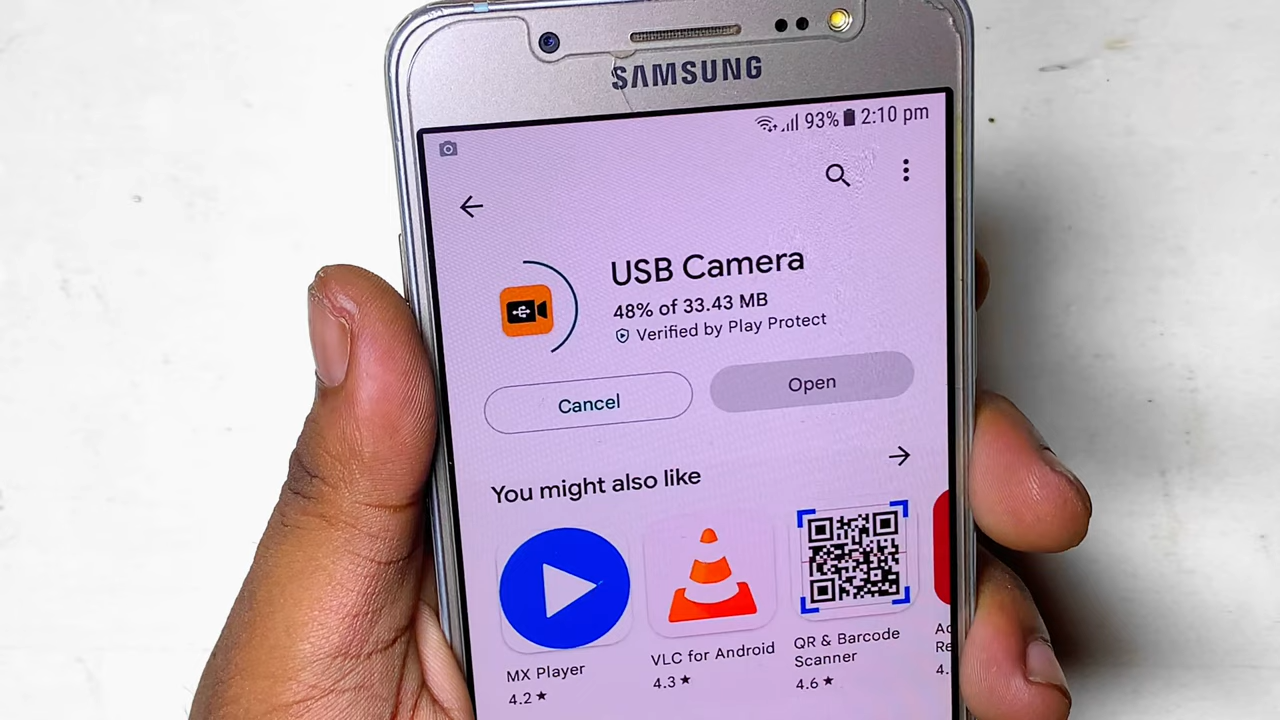 SAMSUNG
93% 2:10 pm
USB Camera
48% of 33.43 MB
Verified by Play Protect
Cancel
Open
You might also like
MX Player
4.2★
VLC for Android
4.3★
QR & Barcode
Scanner
4.6★
4.